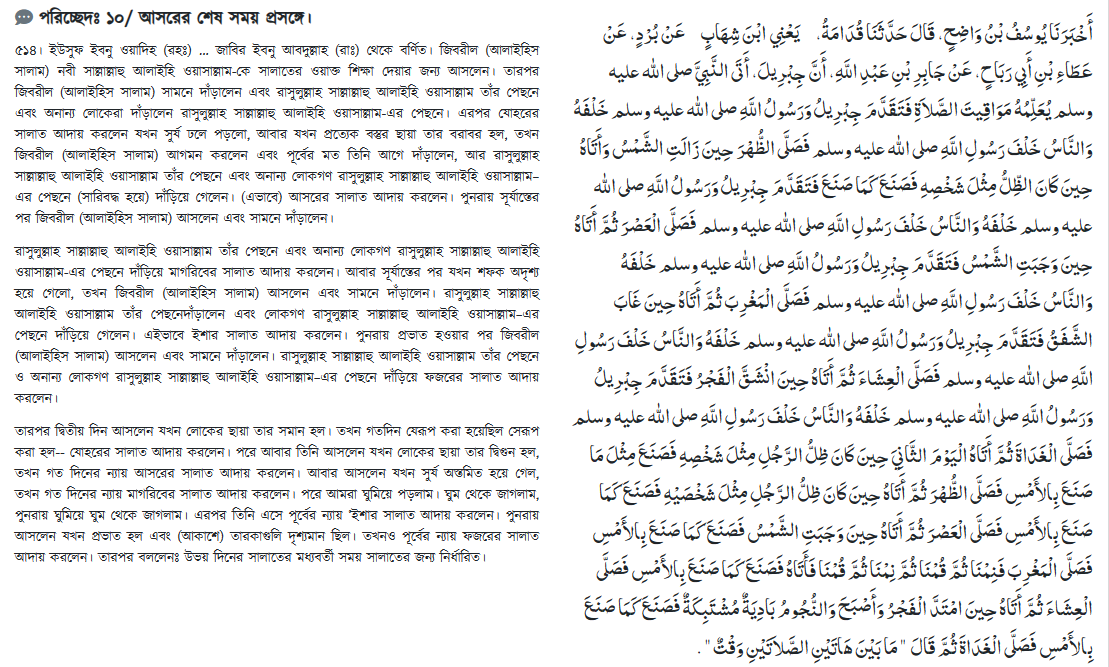 পরিচ্ছেদঃ ১০/ আসরের শেষ সময় প্রসঙ্গে।
৫১৪। ইউসুফ ইবনু ওয়াদিহ (রহঃ) ... জাবির ইবনু আবদুল্লাহ (রাঃ) থেকে বর্ণিত। জিবরীল (আলাইহিস
সালাম) নবী সাল্লাল্লাহু আলাইহি ওয়াসাল্লাম-কে সালাতের ওয়াক্ত শিক্ষা দেয়ার জন্য আসলেন। তারপর
জিবরীল (আলাইহিস সালাম) সামনে দাঁড়ালেন এবং রাসুলুল্লাহ সাল্লাল্লাহু আলাইহি ওয়াসাল্লাম তাঁর পেছনে
এবং অনান্য লোকেরা দাঁড়ালেন রাসুলুল্লাহ সাল্লাল্লাহু আলাইহি ওয়াসাল্লাম-এর পেছনে। এরপর যোহরের
সালাত আদায় করলেন যখন সুর্য ঢলে পড়লো, আবার যখন প্রত্যেক বস্তুর ছায়া তার বরাবর হল, তখন
জিবরীল (আলাইহিস সালাম) আগমন করলেন এবং পূর্বের মত তিনি আগে দাঁড়ালেন, আর রাসুলুল্লাহ
সাল্লাল্লাহু আলাইহি ওয়াসাল্লাম তাঁর পেছনে এবং অনান্য লোকগণ রাসুলুল্লাহ সাল্লাল্লাহু আলাইহি ওয়াসাল্লাম–
এর পেছনে (সারিবদ্ধ হয়ে) দাঁড়িয়ে গেলেন। (এভাবে) আসরের সালাত আদায় করলেন। পুনরায় সূর্যাস্তের
পর জিবরীল (আলাইহিস সালাম) আসলেন এবং সামনে দাঁড়ালেন।
রাসুলুল্লাহ সাল্লাল্লাহু আলাইহি ওয়াসাল্লাম তাঁর পেছনে এবং অনান্য লোকগণ রাসুলুল্লাহ সাল্লাল্লাহু আলাইহি
ওয়াসাল্লাম-এর পেছনে দাঁড়িয়ে মাগরিবের সালাত আদায় করলেন। আবার সূর্যাস্তের পর যখন শফক অদৃশ্য
হয়ে গেলো, তখন জিবরীল (আলাইহিস সালাম) আসলেন এবং সামনে দাঁড়ালেন। রাসুলুল্লাহ সাল্লাল্লাহু
আলাইহি ওয়াসাল্লাম তাঁর পেছনেদাঁড়ালেন এবং লোকগণ রাসুলুল্লাহ সাল্লাল্লাহু আলাইহি ওয়াসাল্লাম–এর
পেছনে দাঁড়িয়ে গেলেন। এইভাবে ইশার সালাত আদায় করলেন। পুনরায় প্রভাত হওয়ার পর জিবরীল
(আলাইহিস সালাম) আসলেন এবং সামনে দাঁড়ালেন। রাসুলুল্লাহ সাল্লাল্লাহু আলাইহি ওয়াসাল্লাম তাঁর পেছনে
ও অনান্য লোকগণ রাসুলুল্লাহ সাল্লাল্লাহু আলাইহি ওয়াসাল্লাম–এর পেছনে দাঁড়িয়ে ফজরের সালাত আদায়
করলেন।
তারপর দ্বিতীয় দিন আসলেন যখন লোকের ছায়া তার সমান হল। তখন গতদিন যেরূপ করা হয়েছিল সেরূপ
করা হল-- যোহরের সালাত আদায় করলেন। পরে আবার তিনি আসলেন যখন লোকের ছায়া তার দ্বিগুন হল,
তখন গত দিনের ন্যায় আসরের সালাত আদায় করলেন। আবার আসলেন যখন সুর্য অস্তমিত হয়ে গেল,
তখন গত দিনের ন্যায় মাগরিবের সালাত আদায় করলেন। পরে আমরা ঘুমিয়ে পড়লাম। ঘুম থেকে জাগলাম,
পুনরায় ঘুমিয়ে ঘুম থেকে জাগলাম। এরপর তিনি এসে পূর্বের ন্যায় ‘ইশার সালাত আদায় করলেন। পুনরায়
আসলেন যখন প্রভাত হল এবং (আকাশে) তারকাগুলি দৃশ্যমান ছিল। তখনও পূর্বের ন্যায় ফজরের সালাত
আদায় করলেন। তারপর বললেনঃ উভয় দিনের সালাতের মধ্যবর্তী সময় সালাতের জন্য নির্ধারিত।
أَخْبَرَنَا يُوسُفُ بْنُ وَاضِحٍ، قَالَ حَدَّثَنَا قُدَامَةُ، يَعْنِي ابْنَ شِهَابٍ عَنْ بُرْدٍ، عَنْ
عَطَاءِ بْنِ أَبِي رَبَاحٍ، عَنْ جَابِرِ بْنِ عَبْدِ اللَّهِ، أَنَّ جِبْرِيلَ، أَتَى النَّبِيَّ صلى الله عليه
وسلم يُعَلِّمُهُ مَوَاقِيتَ الصَّلاَةِ فَتَقَدَّمَ جِبْرِيلُ وَرَسُولُ اللَّهِ صلى الله عليه وسلم خَلْفَهُ
وَالنَّاسُ خَلْفَ رَسُولِ اللَّهِ صلى الله عليه وسلم فَصَلَّى الظُّهْرَ حِينَ زَالَتِ الشَّمْسُ وَأَتَاهُ
حِينَ كَانَ الظِّلُّ مِثْلَ شَخْصِهِ فَصَنَعَ كَمَا صَنَعَ فَتَقَدَّمَ جِبْرِيلُ وَرَسُولُ اللَّهِ صلى الله
عليه وسلم خَلْفَهُ وَالنَّاسُ خَلْفَ رَسُولِ اللَّهِ صلى الله عليه وسلم فَصَلَّى الْعَصْرَ ثُمَّ أَتَاهُ
حِينَ وَجَبَتِ الشَّمْسُ فَتَقَدَّمَ جِبْرِيلُ وَرَسُولُ اللَّهِ صلى الله عليه وسلم خَلْفَهُ
وَالنَّاسُ خَلْفَ رَسُولِ اللَّهِ صلى الله عليه وسلم فَصَلَّى الْمَغْرِبَ ثُمَّ أَتَاهُ حِينَ غَابَ
الشَّفَقُ فَتَقَدَّمَ جِبْرِيلُ وَرَسُولُ اللَّهِ صلى الله عليه وسلم خَلْفَهُ وَالنَّاسُ خَلْفَ رَسُولِ
اللَّهِ صلى الله عليه وسلم فَصَلَّى الْعِشَاءَ ثُمَّ أَتَاهُ حِينَ انْشَقَّ الْفَجْرُ فَتَقَدَّمَ جِبْرِيلُ
وَرَسُولُ اللَّهِ صلى الله عليه وسلم خَلْفَهُ وَالنَّاسُ خَلْفَ رَسُولِ اللَّهِ صلى الله عليه وسلم
فَصَلَّى الْغَدَاةَ ثُمَّ أَتَاهُ الْيَوْمَ الثَّانِيَ حِينَ كَانَ ظِلُّ الرَّجُلِ مِثْلَ شَخْصِهِ فَصَنَعَ مِثْلَ مَا
صَنَعَ بِالأَمْسِ فَصَلَّى الظُّهْرَ ثُمَّ أَتَاهُ حِينَ كَانَ ظِلُّ الرَّجُلِ مِثْلَ شَخْصَيْهِ فَصَنَعَ كَمَا
صَنَعَ بِالأَمْسِ فَصَلَّى الْعَصْرَ ثُمَّ أَتَاهُ حِينَ وَجَبَتِ الشَّمْسُ فَصَنَعَ كَمَا صَنَعَ بِالأَمْسِ
فَصَلَّى الْمَغْرِبَ فَنِمْنَا ثُمَّ قُمْنَا ثُمَّ نِمْنَا ثُمَّ قُمْنَا فَأَتَاهُ فَصَنَعَ كَمَا صَنَعَ بِالأَمْسِ فَصَلَّى
الْعِشَاءَ ثُمَّ أَتَاهُ حِينَ امْتَدَّ الْفَجْرُ وَأَصْبَحَ وَالنُّجُومُ بَادِيَةٌ مُشْتَبِكَةٌ فَصَنَعَ كَمَا صَنَعَ
بِالأَمْسِ فَصَلَّى الْغَدَاةَ ثُمَّ قَالَ " مَا بَيْنَ هَاتَيْنِ الصَّلاَتَيْنِ وَقْتٌ " .